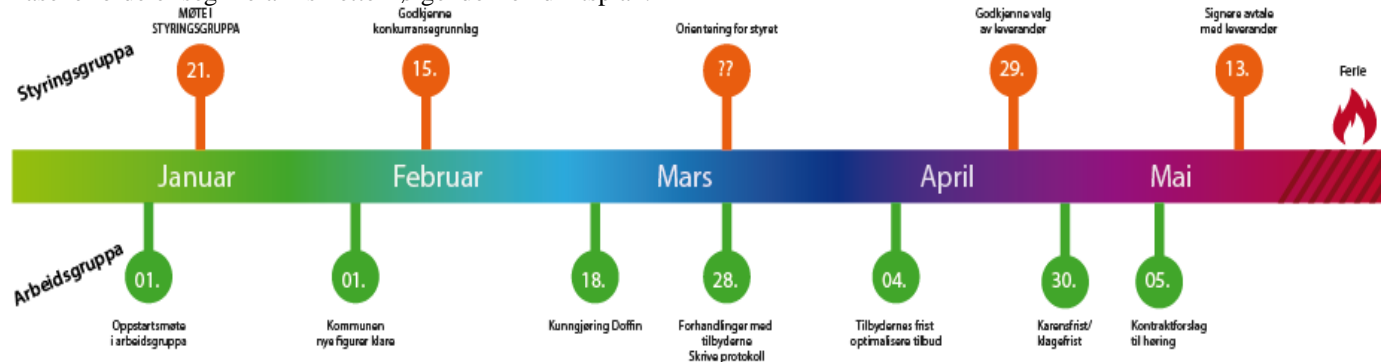 MØTE I
STYRINGSGRUPPA
Godkjenne
konkurransegrunnlag
Orientering for styret
Godkjenne valg
av leverandør
Signere avtale
med leverandør
Styringsgruppa
21.
15.
??
29.
13.
Ferie
Januar
Februar
Mars
April
Mai
Arbeidsgruppa
01.
01.
18.
28.
04.
30.
05.
Oppstartsmøte
i arbeidsgruppa
Kommunen
nye figurer klare
Kunngjøring Doffin
Forhandlinger med
tilbyderne
Skrive protokoll
Tilbydernes frist
optimalisere tilbud
Karensfrist/
klagefrist
Kontraktforslag
til høring